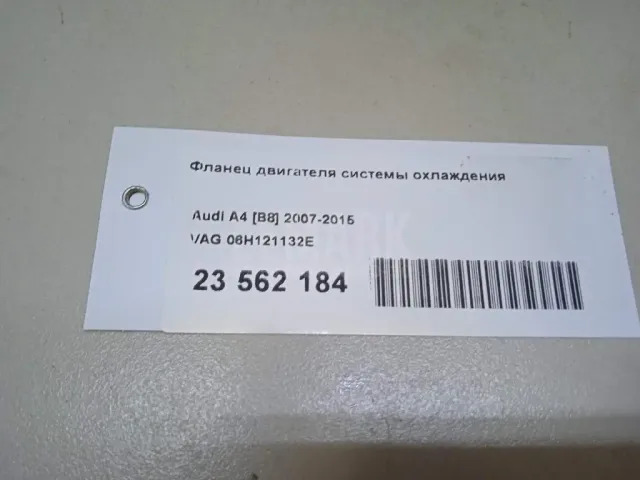 Фланец двигателя системы охлаждения
Audi A4 [B8] 2007-2015
VAG 06H121132E
23 562 184